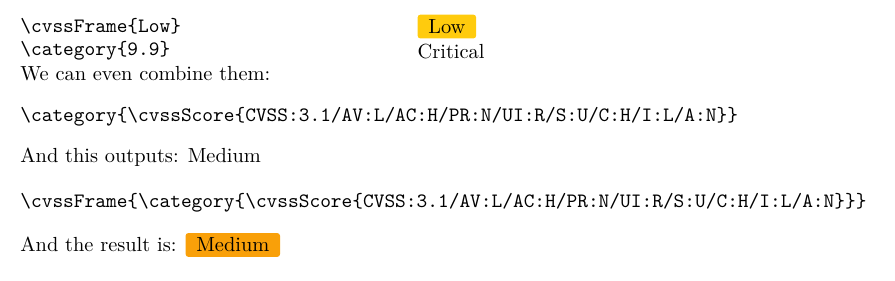 \cvssFrame{Low} Low
\category{9.9} Critical
We can even combine them:
\category{\cvssScore{CVSS:3.1/AV:L/AC:H/PR:N/UI:R/S:U/C:H/I:L/A:N}}
And this outputs: Medium
\cvssFrame{\category{\cvssScore{CVSS:3.1/AV:L/AC:H/PR:N/UI:R/S:U/C:H/I:L/A:N}}}
And the result is: Medium